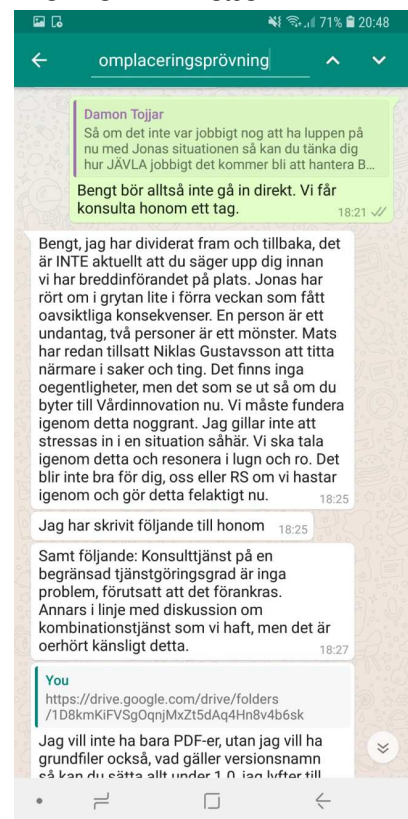 71% 20:48
omplaceringsprövning
Damon Tojjar
Så om det inte var jobbigt nog att ha luppen på
nu med Jonas situationen så kan du tänka dig
hur JÄVLA jobbigt det kommer bli att hantera B...
Bengt bör alltså inte gå in direkt. Vi får
konsulta honom ett tag.
18:21
Bengt, jag har dividerat fram och tillbaka, det
är INTE aktuellt att du säger upp dig innan
vi har breddinförandet på plats. Jonas har
rört om i grytan lite i förra veckan som fått
oavsiktliga konsekvenser. En person är ett
undantag, två personer är ett mönster. Mats
har redan tillsatt Niklas Gustavsson att titta
närmare i saker och ting. Det finns inga
oegentligheter, men det som se ut så om du
byter till Vårdinnovation nu. Vi måste fundera
igenom detta noggrant. Jag gillar inte att
stressas in i en situation såhär. Vi ska tala
igenom detta och resonera i lugn och ro. Det
blir inte bra för dig, oss eller RS om vi hastar
igenom och gör detta felaktigt nu.
18:25
Jag har skrivit följande till honom
18:25
Samt följande: Konsulttjänst på en
begränsad tjänstgöringsgrad är inga
problem, förutsatt att det förankras.
Annars i linje med diskussion om
kombinationstjänst som vi haft, men det är
oerhört känsligt detta.
18:27
You
https://drive.google.com/drive/folders
/1D8kmKiFVSgOqnjMxZt5dAq4Hn8v4b6sk
Jag vill inte ha bara PDF-er, utan jag vill ha
grundfiler också, vad gäller versionsnamn
så kan du sätta allt under 1.0, jag lyfter till